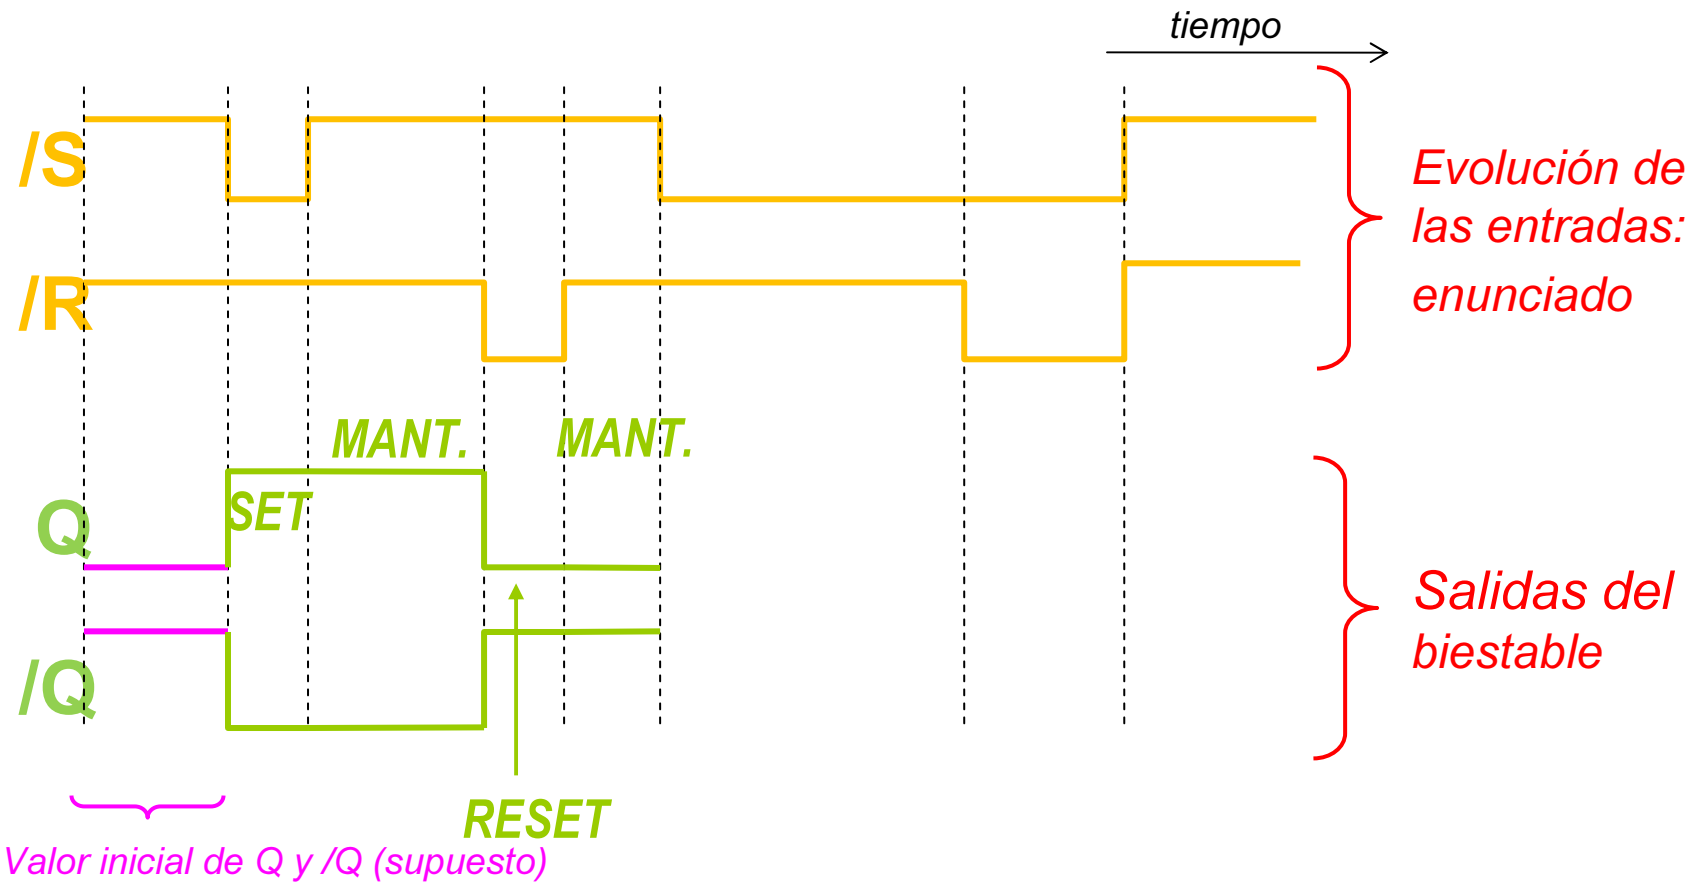 tiempo
/S
Evolución de
las entradas:
enunciado
/R
MANT.
MANT.
SET
Q
Salidas del
biestable
/Q
RESET
Valor inicial de Q y /Q (supuesto)